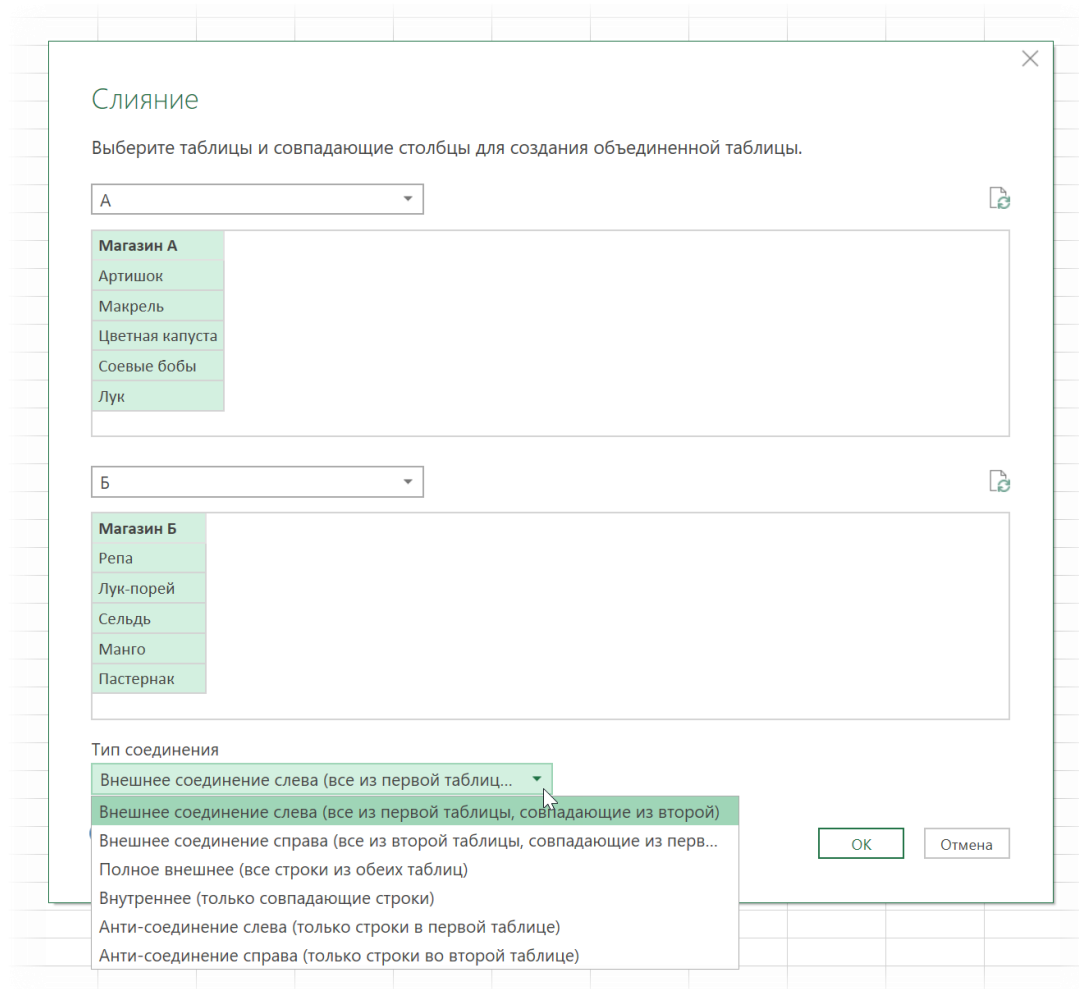 Слияние
Выберите таблицы и совпадающие столбцы для создания объединенной таблицы.
А
Магазин А
Артишок
Макрель
Цветная капуста
Соевые бобы
Лук
Б
Магазин Б
Репа
Лук-порей
Сельдь
Манго
Пастернак
Тип соединения
Внешнее соединение слева (все из первой таблиц...
Внешнее соединение слева (все из первой таблицы, совпадающие из второй)
Внешнее соединение справа (все из второй таблицы, совпадающие из перв...
Полное внешнее (все строки из обеих таблиц)
Внутреннее (только совпадающие строки)
Анти-соединение слева (только строки в первой таблице)
Анти-соединение справа (только строки во второй таблице)
ОК
Отмена